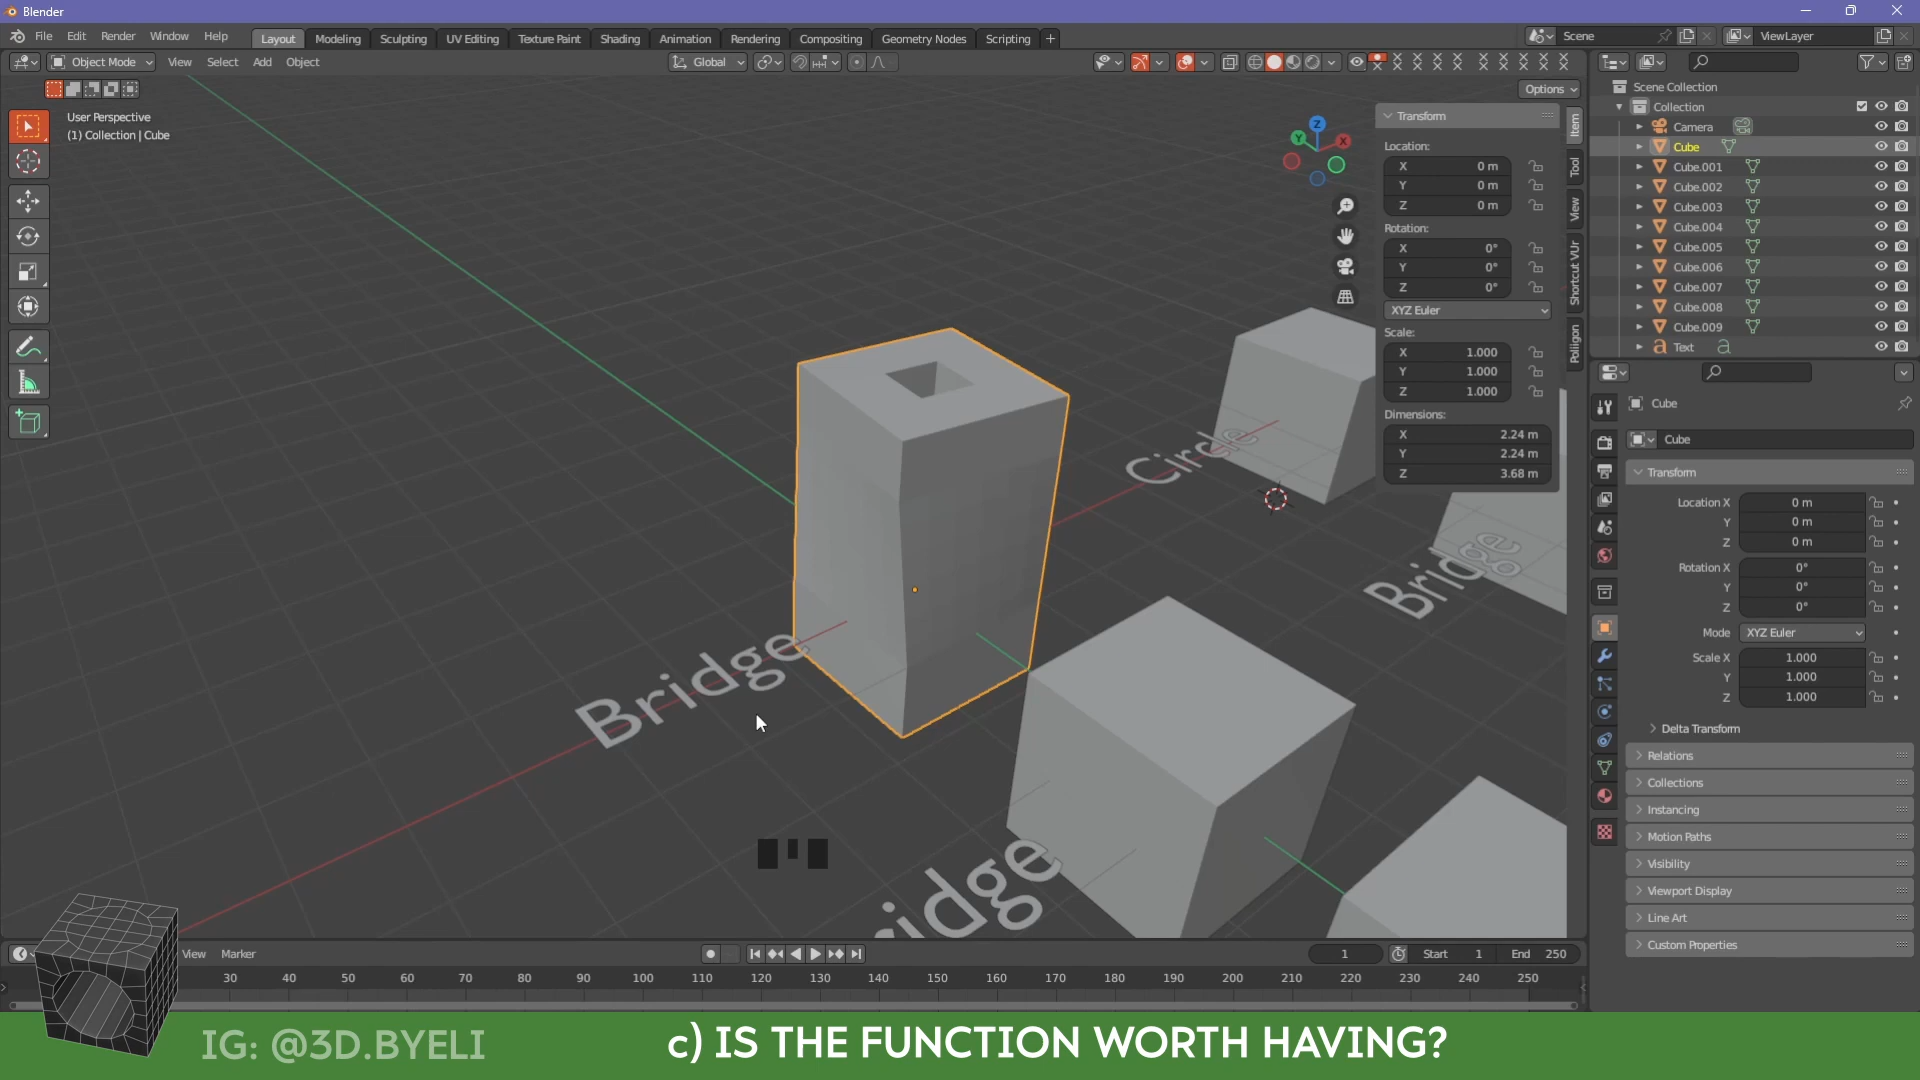 Blender
File Edit Render Window Help Layout Modeling Sculpting UV Editing Texture Paint Shading Animation Rendering Compositing Geometry Nodes Scripting + Scene ViewLayer
Object Mode View Select Add Object Global
Options
User Perspective
(1) Collection | Cube
Z
Y
X
Transform
Location:
X 0 m
Y 0 m
Z 0 m
Rotation:
X 0°
Y 0°
Z 0°
XYZ Euler
Scale:
X 1.000
Y 1.000
Z 1.000
Dimensions:
X 2.24 m
Y 2.24 m
Z 3.68 m
Item
Tool
View
Shortcut VUr
Poliigon
Circle
Bridge
Bridge
ridge
Scene Collection
Collection
Camera
Cube
Cube.001
Cube.002
Cube.003
Cube.004
Cube.005
Cube.006
Cube.007
Cube.008
Cube.009
Text
Cube
Cube
Transform
Location X 0 m
Y 0 m
Z 0 m
Rotation X 0°
Y 0°
Z 0°
Mode XYZ Euler
Scale X 1.000
Y 1.000
Z 1.000
Delta Transform
Relations
Collections
Instancing
Motion Paths
Visibility
Viewport Display
Line Art
Custom Properties
View Marker 1 Start 1 End 250
30 40 50 60 70 80 90 100 110 120 130 140 150 160 170 180 190 200 210 220 230 240 250
IG: @3D.BYELI c) IS THE FUNCTION WORTH HAVING?